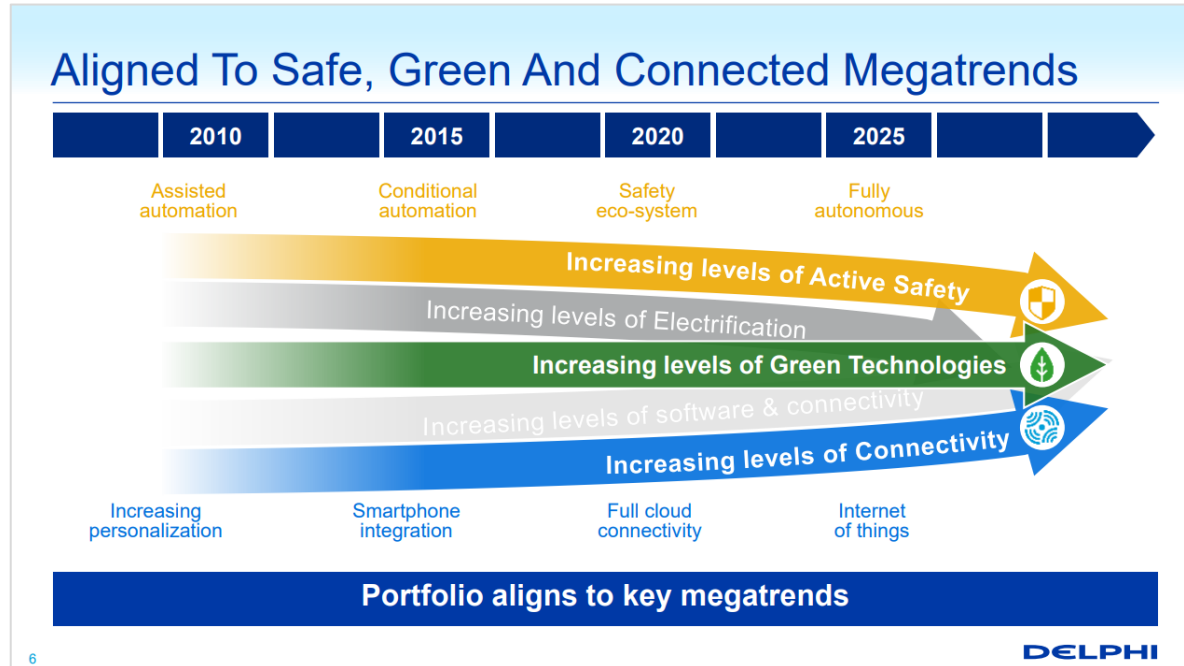 Aligned To Safe, Green And Connected Megatrends
2010 2015 2020 2025
Assisted automation
Conditional automation
Safety eco-system
Fully autonomous
Increasing levels of Active Safety
Increasing levels of Electrification
Increasing levels of Green Technologies
Increasing levels of software & connectivity
Increasing levels of Connectivity
Increasing personalization
Smartphone integration
Full cloud connectivity
Internet of things
Portfolio aligns to key megatrends
6
DELPHI